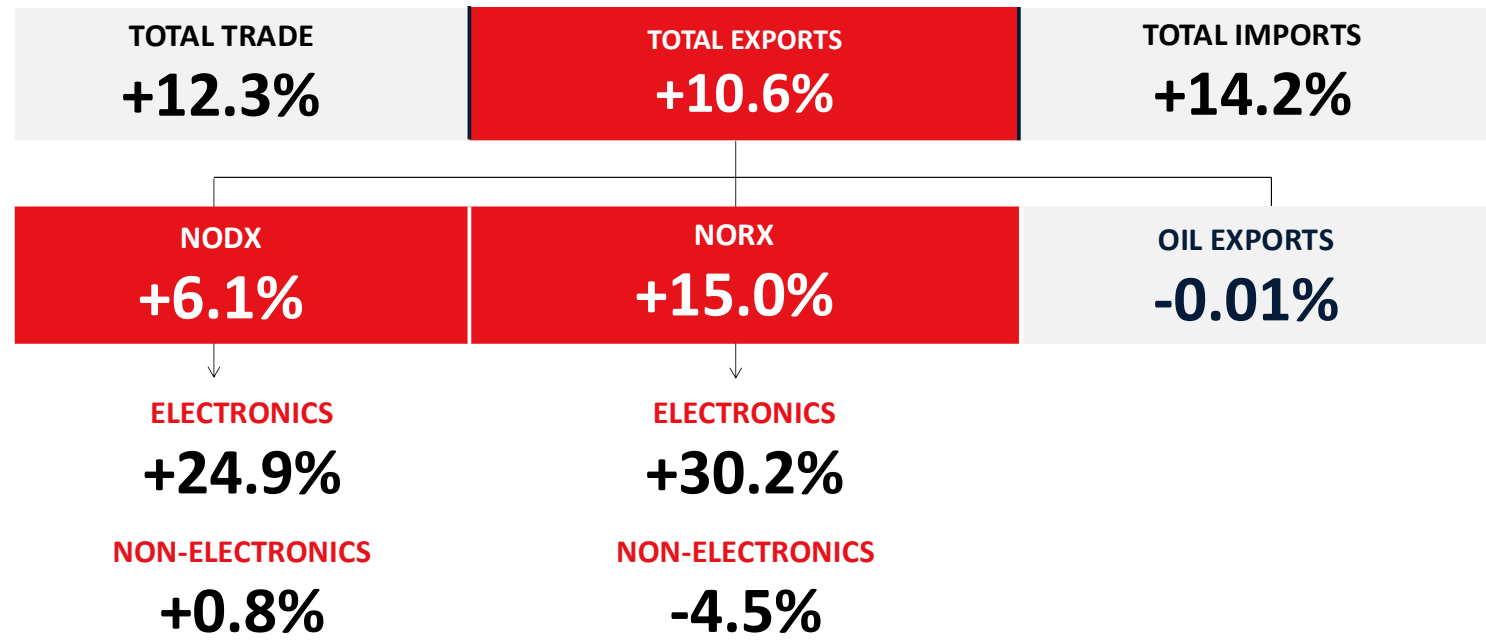 TOTAL TRADE
+12.3%
TOTAL EXPORTS
+10.6%
TOTAL IMPORTS
+14.2%
NODX
+6.1%
NORX
+15.0%
OIL EXPORTS
-0.01%
ELECTRONICS
+24.9%
NON-ELECTRONICS
+0.8%
ELECTRONICS
+30.2%
NON-ELECTRONICS
-4.5%